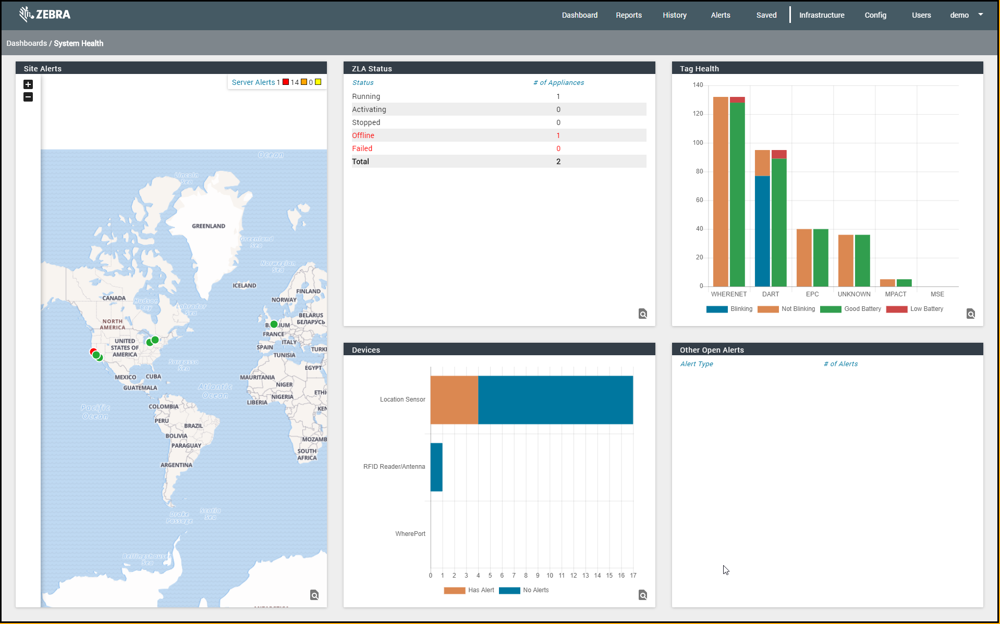 ZEBRA
Dashboard Reports History Alerts Saved Infrastructure Config Users demo
Dashboards / System Health
Site Alerts
Server Alerts 1 14 0
+
−
Ocean
Lincoln
Sea
GREENLAND
Greenland
Sea
Norwegian
Sea
ICELAND
FINLAND
NORWAY
CANADA
Hudson
Bay
Labrador
Sea
BELARUS
БЕЛАРУСЬ
NORTH
AMERICA
B IUM
FRANCE
UNITED
STATES OF
AMERICA
ITALY
SPAIN
TURK
TUNISIA
Sargasso
Sea
EGYPT
MEXICO
CUBA
MAURITANIA
GUATEMALA
NIGER
Atlantic
Ocean
ETHI
NIGERIA
LIBERIA
COLOMBIA
KEN
Pacific
Ocean
PERU
BRAZIL
BOLIVIA
MOZAMB
PARAGUAY
SOUTH
AFRICA
ARGENTINA
Drake
Passage
Scotia
Sea
Bellingshausen
Sea
ZLA Status
Status # of Appliances
Running 1
Activating 0
Stopped 0
Offline 1
Failed 0
Total 2
Tag Health
140
120
100
80
60
40
20
0
WHERENET DART EPC UNKNOWN MPACT MSE
Blinking Not Blinking Good Battery Low Battery
Devices
Location Sensor
RFID Reader/Antenna
WherePort
0 1 2 3 4 5 6 7 8 9 10 11 12 13 14 15 16 17
Has Alert No Alerts
Other Open Alerts
Alert Type # of Alerts